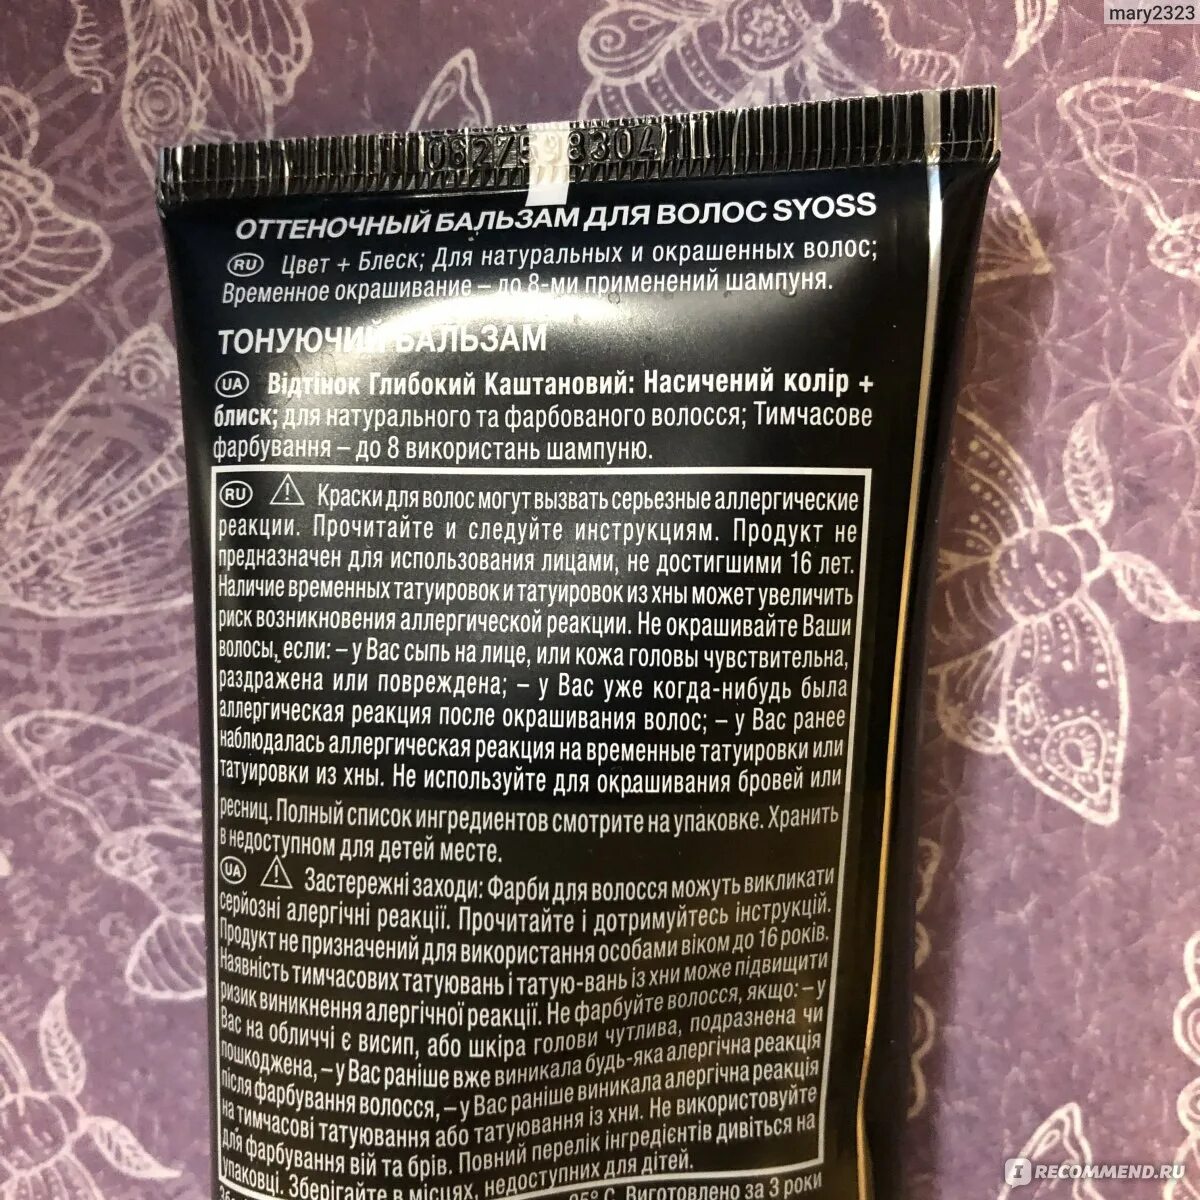 mary2323
ОТТЕНОЧНЫЙ БАЛЬЗАМ ДЛЯ ВОЛОС SYOSS
RU Цвет + Блеск; Для натуральных и окрашенных волос;
Временное окрашивание – до 8-ми применений шампуня.
ТОНУЮЧИЙ БАЛЬЗАМ
UA Відтінок Глибокий Каштановий: Насичений колір +
блиск; для натурального та фарбованого волосся; Тимчасове
фарбування – до 8 використань шампуню.
RU Краски для волос могут вызвать серьезные аллергические
реакции. Прочитайте и следуйте инструкциям. Продукт не
предназначен для использования лицами, не достигшими 16 лет.
Наличие временных татуировок и татуировок из хны может увеличить
риск возникновения аллергической реакции. Не окрашивайте Ваши
волосы, если: – у Вас сыпь на лице, или кожа головы чувствительна,
раздражена или повреждена; – у Вас уже когда-нибудь была
аллергическая реакция после окрашивания волос; – у Вас ранее
наблюдалась аллергическая реакция на временные татуировки или
татуировки из хны. Не используйте для окрашивания бровей или
ресниц. Полный список ингредиентов смотрите на упаковке. Хранить
в недоступном для детей месте.
UA Застережні заходи: Фарби для волосся можуть викликати
серйозні алергічні реакції. Прочитайте і дотримуйтесь інструкцій.
Продукт не призначений для використання особами віком до 16 років.
Наявність тимчасових татуювань і татую-вань із хни може підвищити
ризик виникнення алергічної реакції. Не фарбуйте волосся, якщо: – у
Вас на обличчі є висип, або шкіра голови чутлива, подразнена чи
пошкоджена, – у Вас раніше вже виникала будь-яка алергічна реакція
після фарбування волосся, – у Вас раніше виникала алергічна реакція
на тимчасові татуювання або татуювання із хни. Не використовуйте
для фарбування вій та брів. Повний перелік інгредієнтів дивіться на
упаковці. Зберігайте в місцях, недоступних для дітей.
Виготовлено за 3 роки
RECOMMEND.RU